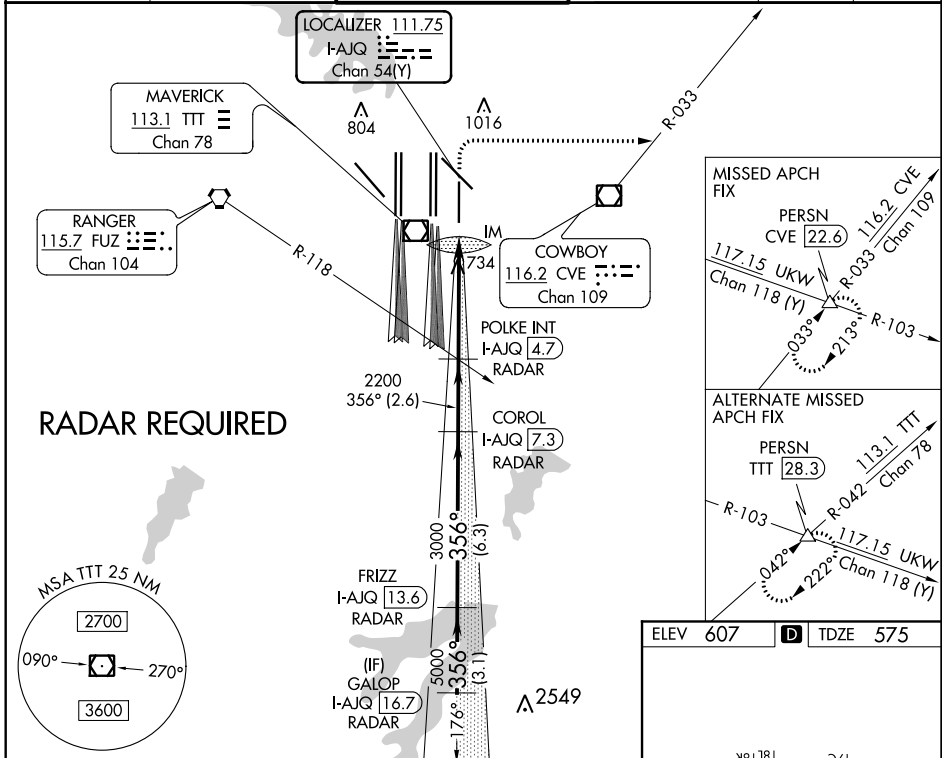 LOCALIZER 111.75
I-AJQ
Chan 54(Y)
MAVERICK
113.1 TTT
Chan 78
804
1016
R-033
RANGER
115.7 FUZ
Chan 104
R-118
IM
734
COWBOY
116.2 CVE
Chan 109
POLKE INT
I-AJQ 4.7
RADAR
2200
356° (2.6)
COROL
I-AJQ 7.3
RADAR
RADAR REQUIRED
3000
356°
(6.3)
FRIZZ
I-AJQ 13.6
RADAR
5000
356°
(3.1)
(IF)
GALOP
I-AJQ 16.7
RADAR
176°
2549
MSA TTT 25 NM
2700
090°
270°
3600
MISSED APCH
FIX
PERSN
CVE 22.6
R-033
116.2 CVE
Chan 109
117.15 UKW
Chan 118 (Y)
R-103
033°
213°
ALTERNATE MISSED
APCH FIX
PERSN
TTT 28.3
R-042
113.1 TTT
Chan 78
R-103
117.15 UKW
Chan 118 (Y)
042°
222°
ELEV 607
D
TDZE 575